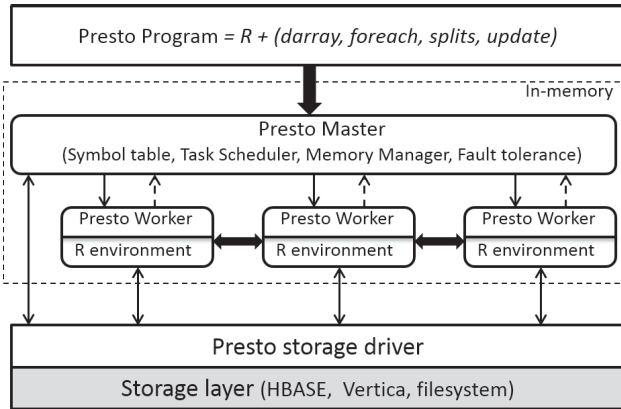 Presto Program = R + (darray, foreach, splits, update)
In-memory
Presto Master
(Symbol table, Task Scheduler, Memory Manager, Fault tolerance)
Presto Worker
R environment
Presto Worker
R environment
Presto Worker
R environment
Presto storage driver
Storage layer (HBASE, Vertica, filesystem)